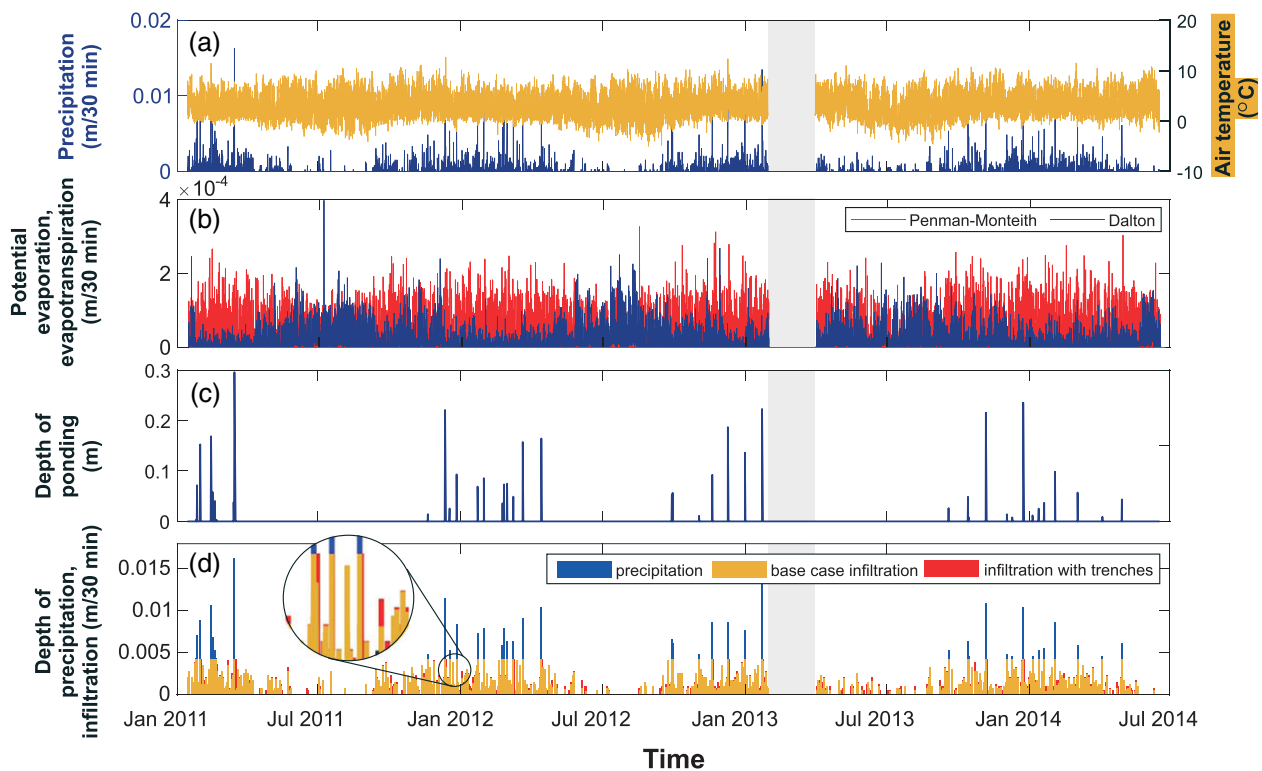 (a)
Precipitation
(m/30 min)
0.02
0.01
0
20
10
0
-10
Air temperature
(°C)
(b)
Potential
evaporation,
evapotranspiration
(m/30 min)
× 10-4
4
2
0
Penman-Monteith
Dalton
(c)
Depth of
ponding
(m)
0.3
0.2
0.1
0
(d)
Depth of
precipitation,
infiltration (m/30 min)
0.015
0.010
0.005
0
precipitation
base case infiltration
infiltration with trenches
Jan 2011
Jul 2011
Jan 2012
Jul 2012
Jan 2013
Jul 2013
Jan 2014
Jul 2014
Time